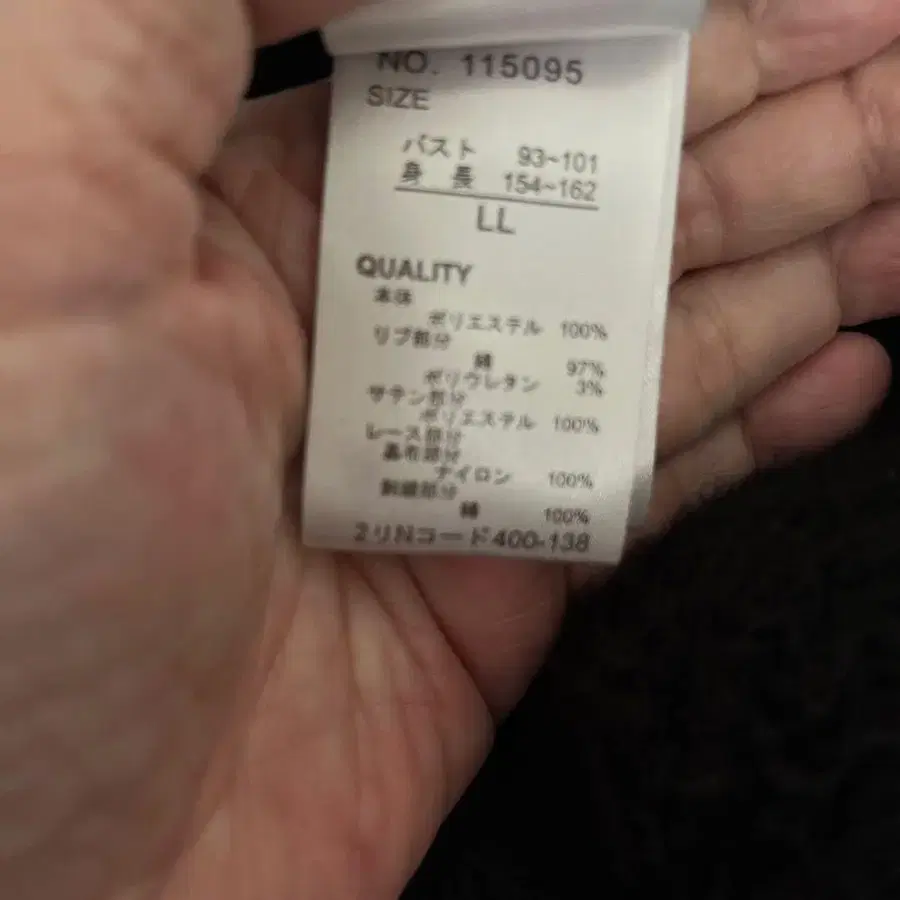 NO. 115095
SIZE
バスト 93~101
身 長 154~162
LL
QUALITY
本体
ポリエステル 100%
リブ部分
綿 97%
ポリウレタン 3%
サテン部分
ポリエステル 100%
レース部分
基布部分
ナイロン 100%
刺繍部分
綿 100%
2リNコード400-138